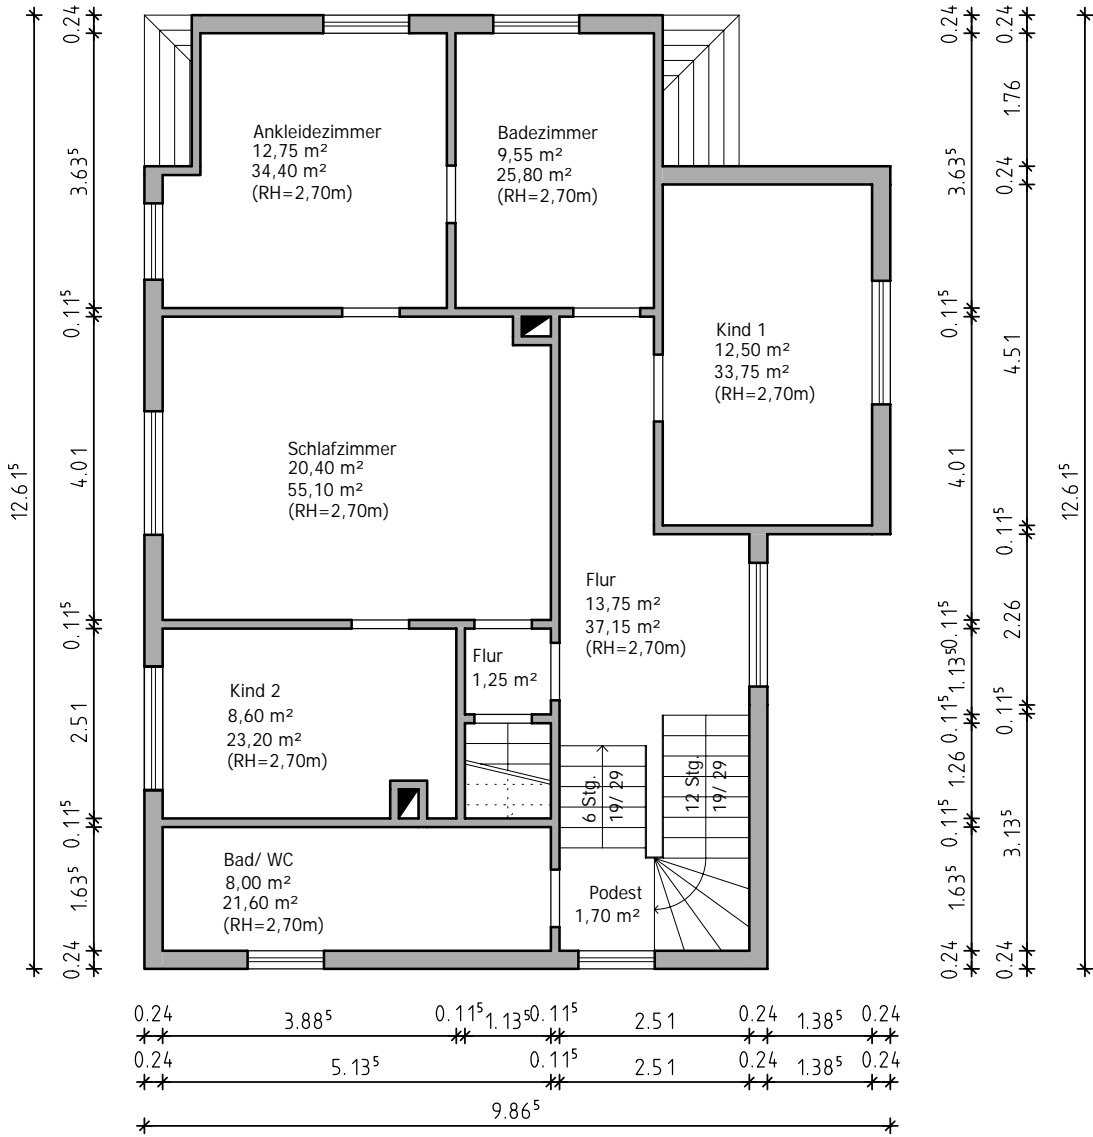 Ankleidezimmer
12,75 m²
34,40 m²
(RH=2,70m)
Badezimmer
9,55 m²
25,80 m²
(RH=2,70m)
Kind 1
12,50 m²
33,75 m²
(RH=2,70m)
Schlafzimmer
20,40 m²
55,10 m²
(RH=2,70m)
Flur
13,75 m²
37,15 m²
(RH=2,70m)
Flur
1,25 m²
Kind 2
8,60 m²
23,20 m²
(RH=2,70m)
6 Stg.
19/ 29
12 Stg.
19/ 29
Bad/ WC
8,00 m²
21,60 m²
(RH=2,70m)
Podest
1,70 m²
12.61⁵
0.24
3.63⁵
0.11⁵
4.01
0.11⁵
2.51
0.11⁵
1.63⁵
0.24
0.24
3.63⁵
0.11⁵
4.01
0.11⁵
1.13⁵
0.11⁵
1.26
0.11⁵
1.63⁵
0.24
0.24
1.76
0.24
4.51
0.11⁵
2.26
0.11⁵
3.13⁵
0.24
12.61⁵
0.24 3.88⁵ 0.11⁵ 1.13⁵ 0.11⁵ 2.51 0.24 1.38⁵ 0.24
0.24 5.13⁵ 0.11⁵ 2.51 0.24 1.38⁵ 0.24
9.86⁵